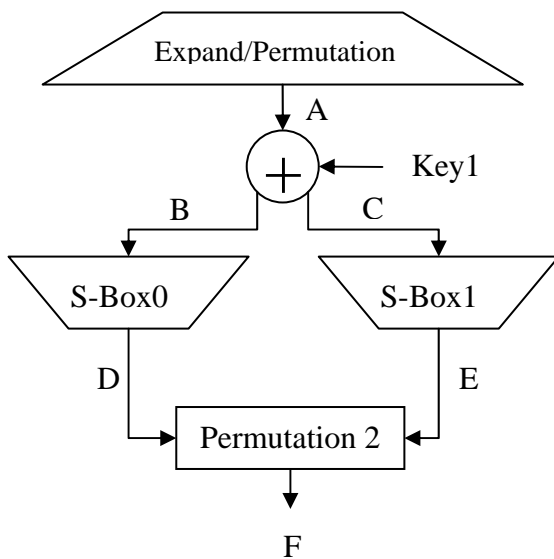 Expand/Permutation
A
+
Key1
B
C
S-Box0
S-Box1
D
E
Permutation 2
F